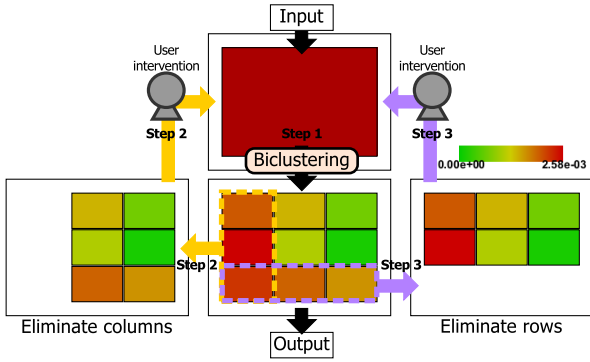 Input
User
intervention
User
intervention
Step 2
Step 1
Step 3
Biclustering
0.00e+00
2.58e-03
Step 2
Step 3
Eliminate columns
Eliminate rows
Output